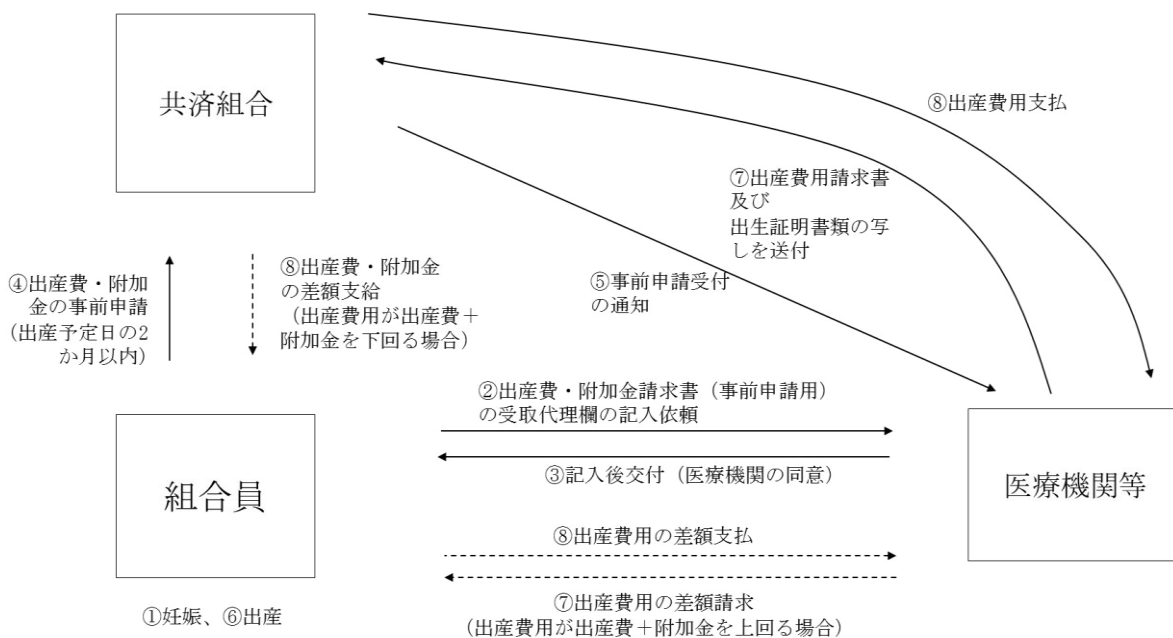 共済組合
⑧出産費用支払
⑦出産費用請求書
及び
出生証明書類の写
しを送付
⑤事前申請受付
の通知
④出産費・附加
金の事前申請
(出産予定日の2
か月以内)
⑧出産費・附加金
の差額支給
(出産費用が出産費＋
附加金を下回る場合)
②出産費・附加金請求書（事前申請用）
の受取代理欄の記入依頼
③記入後交付（医療機関の同意）
組合員
医療機関等
⑧出産費用の差額支払
⑦出産費用の差額請求
(出産費用が出産費＋附加金を上回る場合)
①妊娠、⑥出産